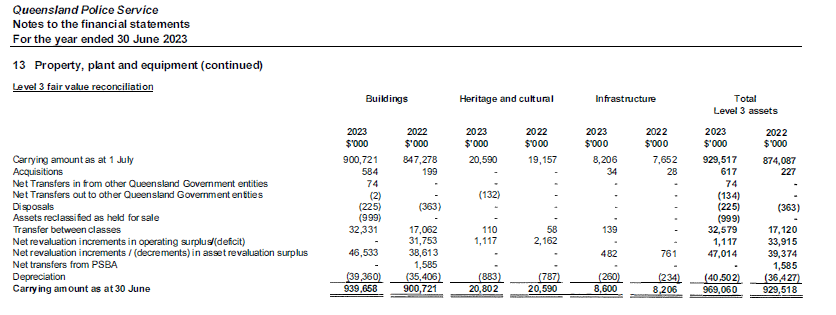 Queensland Police Service
Notes to the financial statements
For the year ended 30 June 2023
13 Property, plant and equipment (continued)
Level 3 fair value reconciliation
Buildings Heritage and cultural Infrastructure Total
Level 3 assets
2023 2022 2023 2022 2023 2022 2023 2022
$'000 $'000 $'000 $'000 $'000 $'000 $'000 $'000
Carrying amount as at 1 July 900,721 847,278 20,590 19,157 8,206 7,652 929,517 874,087
Acquisitions 584 199 - - 34 28 617 227
Net Transfers in from other Queensland Government entities 74 - - - - - 74 -
Net Transfers out to other Queensland Government entities (2) - (132) - - - (134) -
Disposals (225) (363) - - - - (225) (363)
Assets reclassified as held for sale (999) - - - - - (999) -
Transfer between classes 32,331 17,062 110 58 139 - 32,579 17,120
Net revaluation increments in operating surplus/(deficit) - 31,753 1,117 2,162 - - 1,117 33,915
Net revaluation increments / (decrements) in asset revaluation surplus 46,533 38,613 - - 482 761 47,014 39,374
Net transfers from PSBA - 1,585 - - - - - 1,585
Depreciation (39,360) (35,406) (883) (787) (260) (234) (40.502) (36,427)
Carrying amount as at 30 June 939,658 900,721 20,802 20,590 8,600 8,206 969,060 929,518